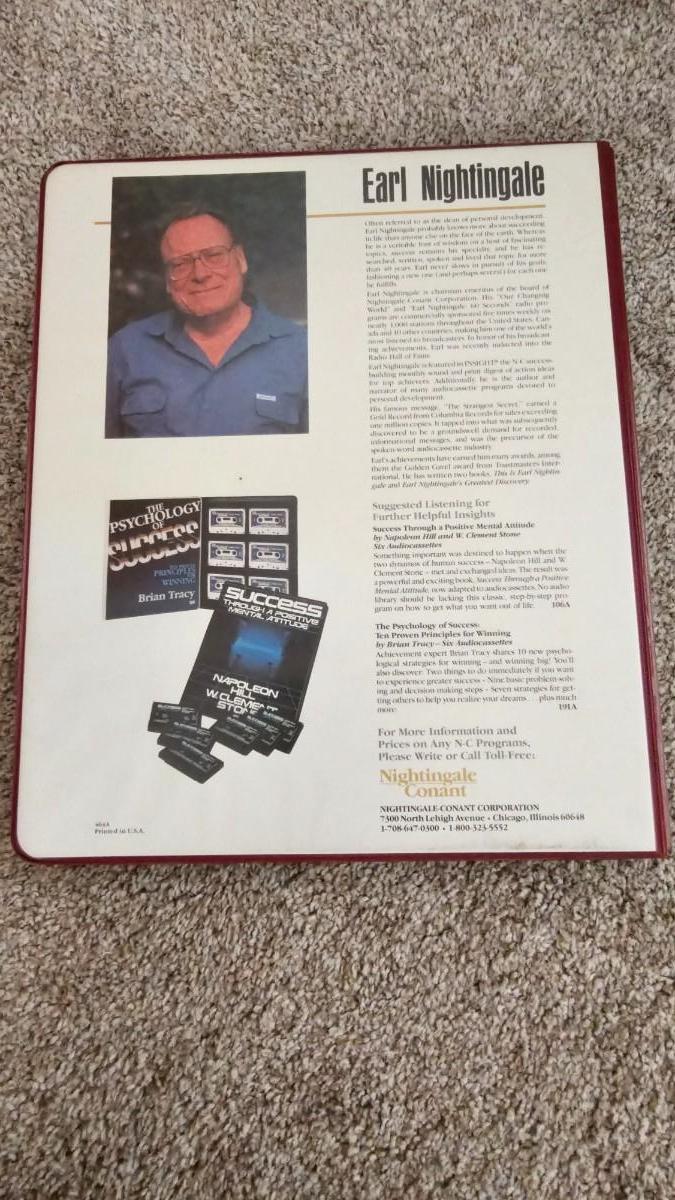 Earl Nightingale
Often referred to as the dean of personal development,
Earl Nightingale probably knows more about succeeding
in life than anyone else on the face of the earth. Whereas
he is a veritable font of wisdom on a host of fascinating
topics, success remains his specialty, and he has re-
searched, written, spoken and lived that topic for more
than 40 years. Earl never slows in pursuit of his goals,
fashioning a new one (and perhaps several) for each one
he fulfills.
Earl Nightingale is chairman emeritus of the board of
Nightingale-Conant Corporation. His "Our Changing
World" and "Earl Nightingale 60 Seconds" radio pro-
grams are commercially sponsored five times weekly on
nearly 1,000 stations throughout the United States, Can-
ada and 10 other countries, making him one of the world's
most listened to broadcasters. In honor of his broadcast-
ing achievements, Earl was recently inducted into the
Radio Hall of Fame.
Earl Nightingale is featured in INSIGHT® the N-C success-
building monthly sound and print digest of action ideas
for top achievers. Additionally, he is the author and
narrator of many audiocassette programs devoted to
personal development.
His famous message, "The Strangest Secret," earned a
Gold Record from Columbia Records for sales exceeding
one million copies. It tapped into what was subsequently
discovered to be a groundswell demand for recorded,
informational messages, and was the precursor of the
spoken-word audiocassette industry.
Earl's achievements have earned him many awards, among
them the Golden Gavel award from Toastmasters Inter-
national. He has written two books, This Is Earl Nightin-
gale and Earl Nightingale's Greatest Discovery.
THE
PSYCHOLOGY
OF
SUCCESS
PRINCIPLES
WINNING
Brian Tracy
SUCCESS
THROUGH A POSITIVE
MENTAL ATTITUDE
NAPOLEON
HILL
W. CLEMENT
STONE
Suggested Listening for
Further Helpful Insights
Success Through a Positive Mental Attitude
by Napoleon Hill and W. Clement Stone
Six Audiocassettes
Something important was destined to happen when the
two dynamos of human success – Napoleon Hill and W.
Clement Stone – met and exchanged ideas. The result was
a powerful and exciting book, Success Through a Positive
Mental Attitude, now adapted to audiocassettes. No audio
library should be lacking this classic, step-by-step pro-
gram on how to get what you want out of life. 106A
The Psychology of Success:
Ten Proven Principles for Winning
by Brian Tracy – Six Audiocassettes
Achievement expert Brian Tracy shares 10 new psycho-
logical strategies for winning – and winning big! You'll
also discover: Two things to do immediately if you want
to experience greater success – Nine basic problem-solv-
ing and decision-making steps – Seven strategies for get-
ting others to help you realize your dreams . . . plus much
more. 191A
For More Information and
Prices on Any N-C Programs,
Please Write or Call Toll-Free:
Nightingale
Conant
NIGHTINGALE-CONANT CORPORATION
7300 North Lehigh Avenue • Chicago, Illinois 60648
1-708-647-0300 • 1-800-323-5552
Printed in U.S.A.